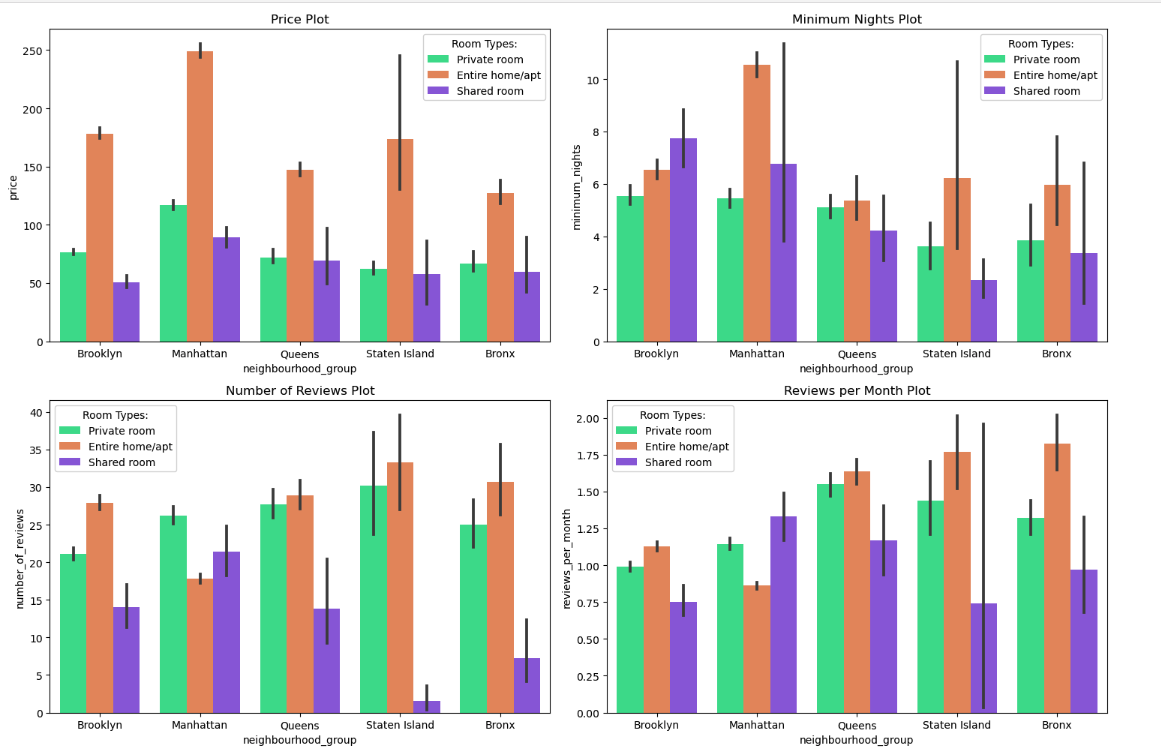 Price Plot
price
250
200
150
100
50
0
Room Types:
Private room
Entire home/apt
Shared room
Brooklyn Manhattan Queens Staten Island Bronx
neighbourhood_group
Minimum Nights Plot
minimum_nights
10
8
6
4
2
0
Room Types:
Private room
Entire home/apt
Shared room
Brooklyn Manhattan Queens Staten Island Bronx
neighbourhood_group
Number of Reviews Plot
number_of_reviews
40
35
30
25
20
15
10
5
0
Room Types:
Private room
Entire home/apt
Shared room
Brooklyn Manhattan Queens Staten Island Bronx
neighbourhood_group
Reviews per Month Plot
reviews_per_month
2.00
1.75
1.50
1.25
1.00
0.75
0.50
0.25
0.00
Room Types:
Private room
Entire home/apt
Shared room
Brooklyn Manhattan Queens Staten Island Bronx
neighbourhood_group